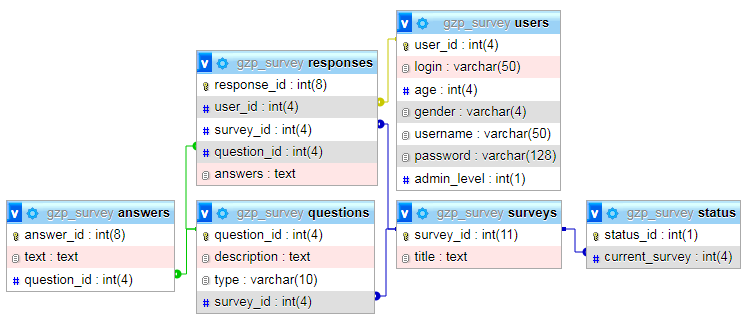 gzp_survey users
user_id : int(4)
login : varchar(50)
age : int(4)
gender : varchar(4)
username : varchar(50)
password : varchar(128)
admin_level : int(1)
gzp_survey responses
response_id : int(8)
user_id : int(4)
survey_id : int(4)
question_id : int(4)
answers : text
gzp_survey answers
answer_id : int(8)
text : text
question_id : int(4)
gzp_survey questions
question_id : int(4)
description : text
type : varchar(10)
survey_id : int(4)
gzp_survey surveys
survey_id : int(11)
title : text
gzp_survey status
status_id : int(1)
current_survey : int(4)